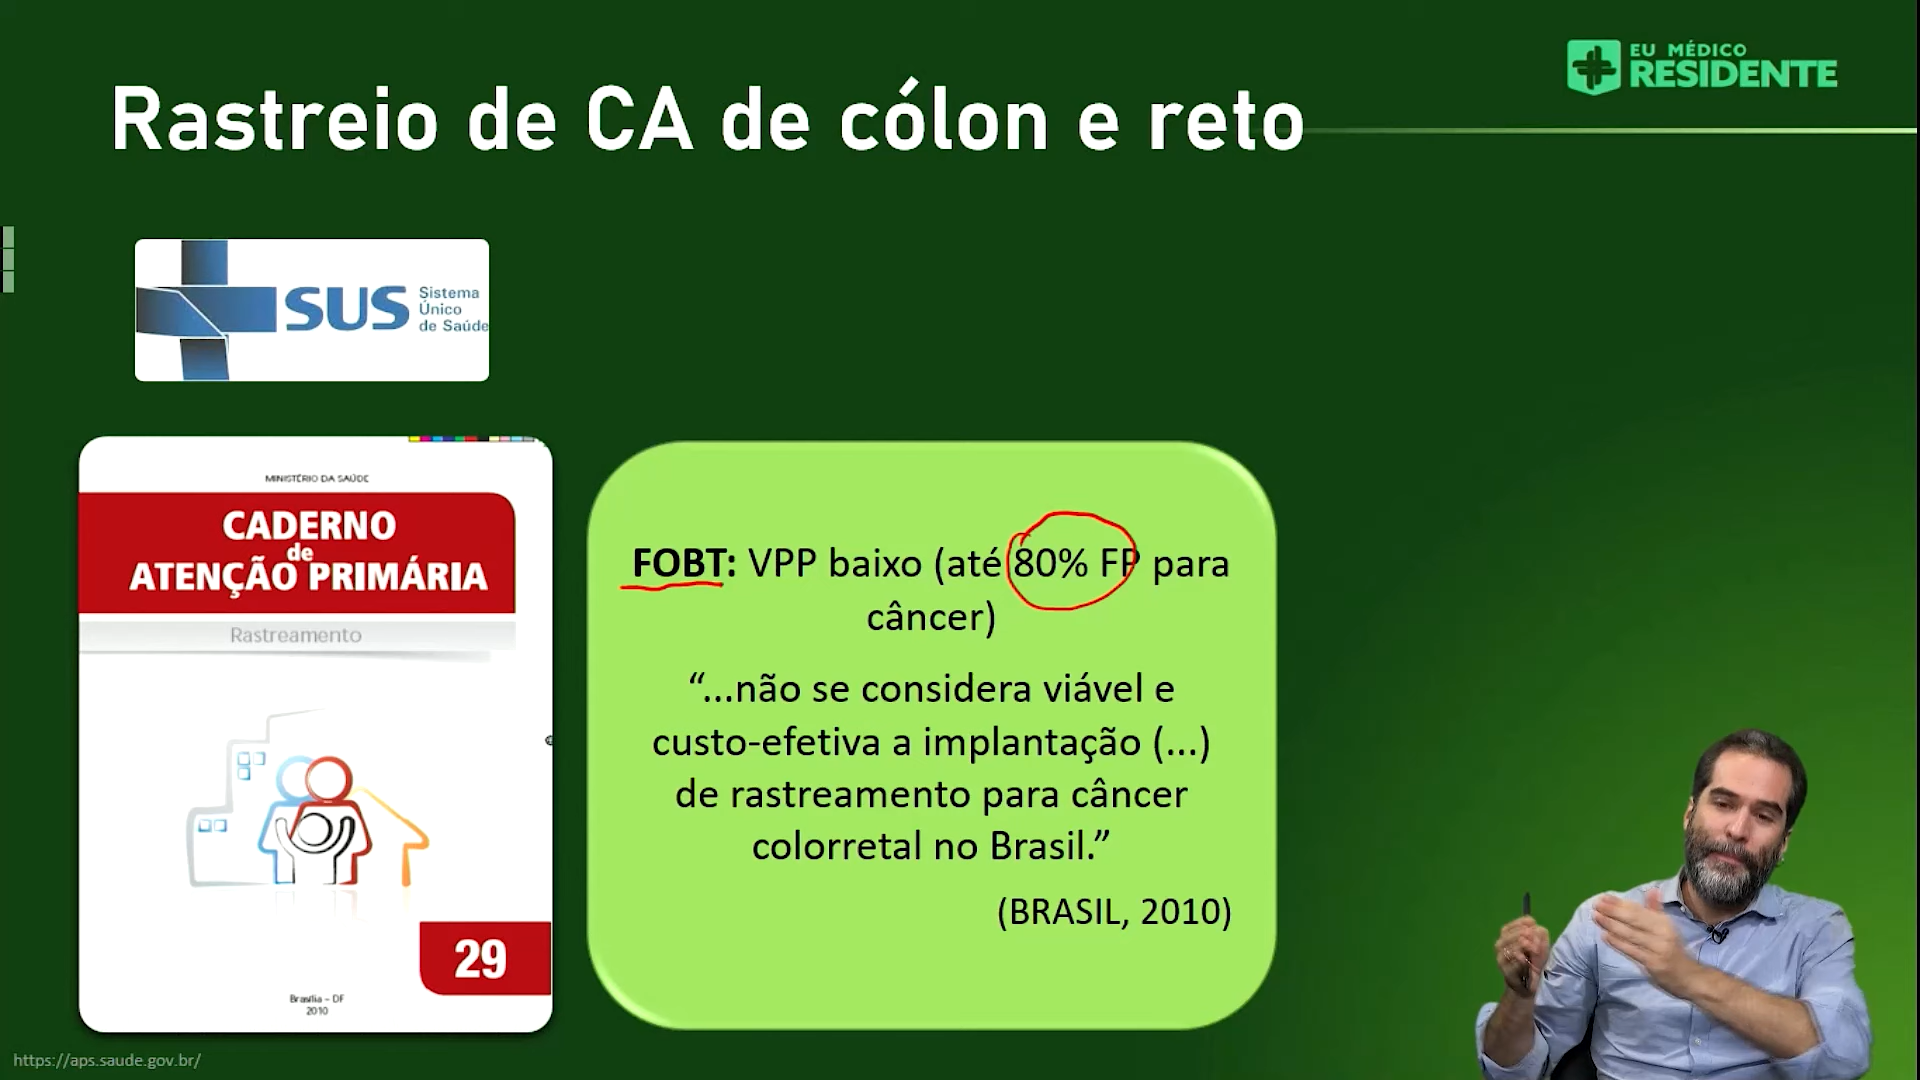 EU MÉDICO
RESIDENTE
Rastreio de CA de cólon e reto
SUS
Sistema
Único
de Saúde
MINISTÉRIO DA SAÚDE
CADERNO
de
ATENÇÃO PRIMÁRIA
Rastreamento
29
Brasília - DF
2010
FOBT: VPP baixo (até 80% FP para
câncer)
“...não se considera viável e
custo-efetiva a implantação (...)
de rastreamento para câncer
colorretal no Brasil.”
(BRASIL, 2010)
https://aps.saude.gov.br/